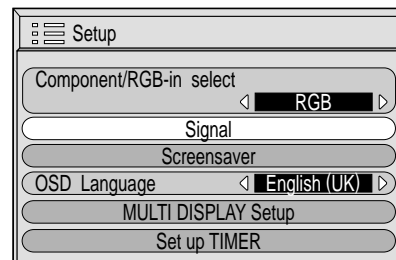 Setup
Component/RGB-in select
RGB
Signal
Screensaver
OSD Language English (UK)
MULTI DISPLAY Setup
Set up TIMER